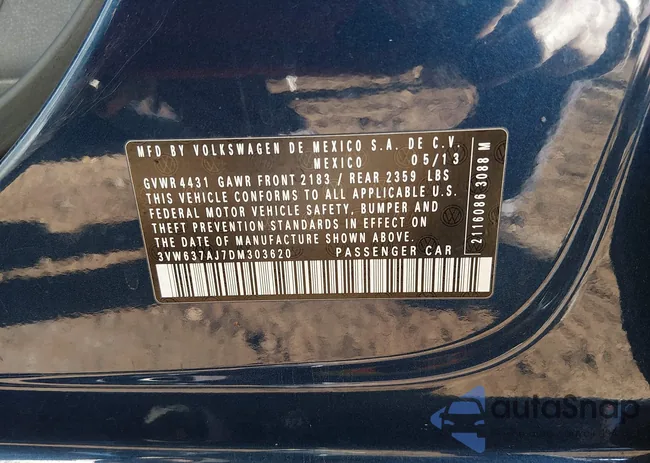 MFD BY VOLKSWAGEN DE MEXICO S.A. DE C.V.
MEXICO 05/13
GVWR 4431 GAWR FRONT 2183 / REAR 2359 LBS
THIS VEHICLE CONFORMS TO ALL APPLICABLE U.S.
FEDERAL MOTOR VEHICLE SAFETY, BUMPER AND
THEFT PREVENTION STANDARDS IN EFFECT ON
THE DATE OF MANUFACTURE SHOWN ABOVE.
3VW637AJ7DM303620 PASSENGER CAR
2116086 3088 M
autoSnap